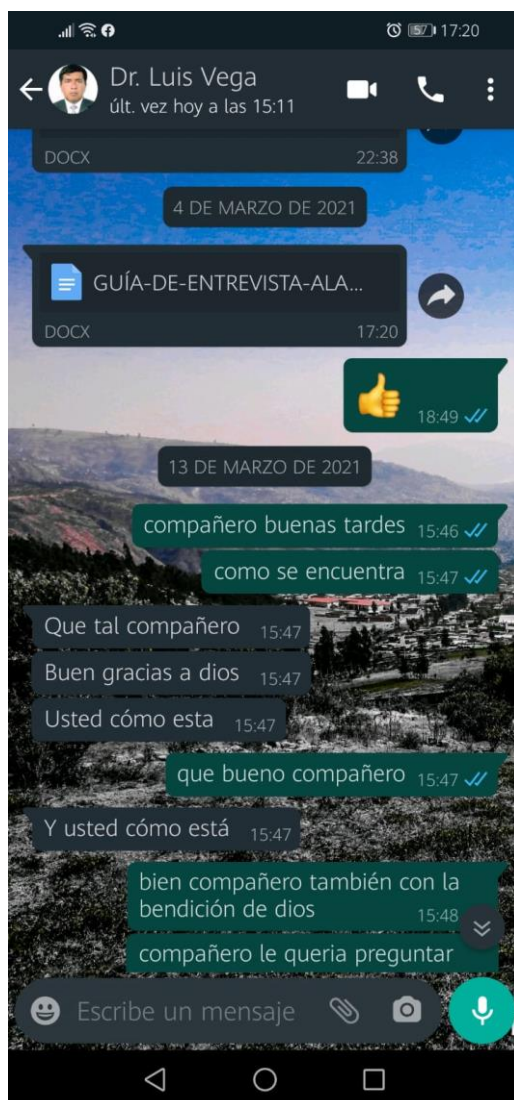 57 17:20
Dr. Luis Vega
últ. vez hoy a las 15:11
DOCX 22:38
4 DE MARZO DE 2021
GUÍA-DE-ENTREVISTA-ALA...
DOCX 17:20
18:49
13 DE MARZO DE 2021
compañero buenas tardes 15:46
como se encuentra 15:47
Que tal compañero 15:47
Buen gracias a dios 15:47
Usted cómo esta 15:47
que bueno compañero 15:47
Y usted cómo está 15:47
bien compañero también con la
bendición de dios 15:48
compañero le queria preguntar
Escribe un mensaje